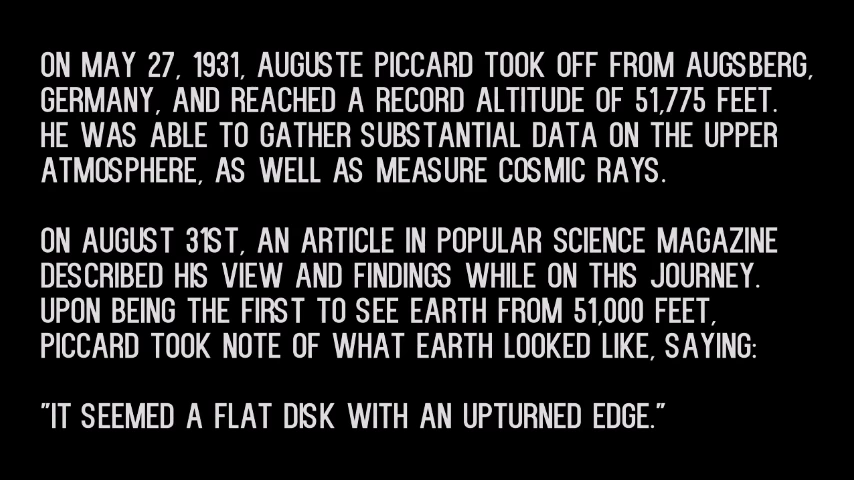 ON MAY 27, 1931, AUGUSTE PICCARD TOOK OFF FROM AUGSBERG,
GERMANY, AND REACHED A RECORD ALTITUDE OF 51,775 FEET.
HE WAS ABLE TO GATHER SUBSTANTIAL DATA ON THE UPPER
ATMOSPHERE, AS WELL AS MEASURE COSMIC RAYS.
ON AUGUST 31ST, AN ARTICLE IN POPULAR SCIENCE MAGAZINE
DESCRIBED HIS VIEW AND FINDINGS WHILE ON THIS JOURNEY.
UPON BEING THE FIRST TO SEE EARTH FROM 51,000 FEET,
PICCARD TOOK NOTE OF WHAT EARTH LOOKED LIKE, SAYING:
"IT SEEMED A FLAT DISK WITH AN UPTURNED EDGE."